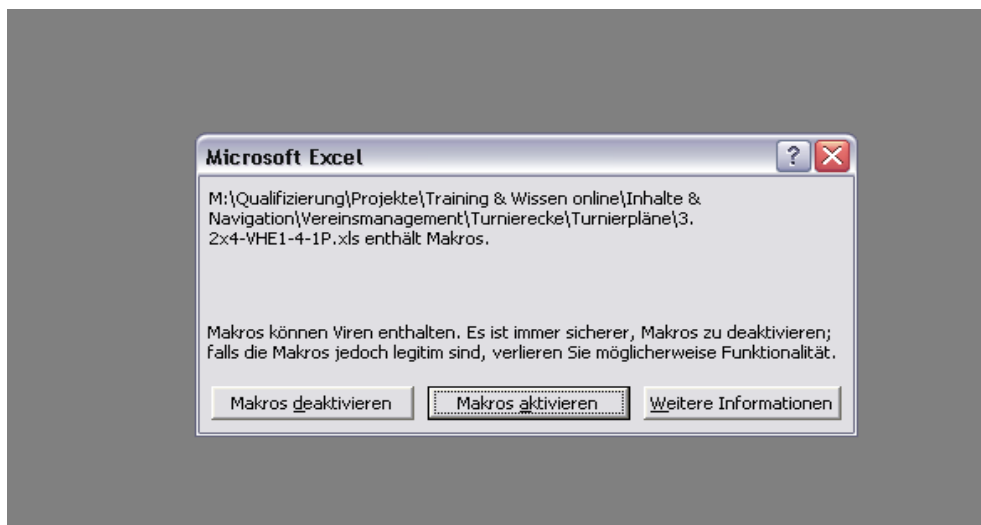 Microsoft Excel
M:\Qualifizierung\Projekte\Training & Wissen online\Inhalte &
Navigation\Vereinsmanagement\Turnierecke\Turnierpläne\3.
2x4-VHE1-4-1P.xls enthält Makros.
Makros können Viren enthalten. Es ist immer sicherer, Makros zu deaktivieren;
falls die Makros jedoch legitim sind, verlieren Sie möglicherweise Funktionalität.
Makros deaktivieren Makros aktivieren Weitere Informationen